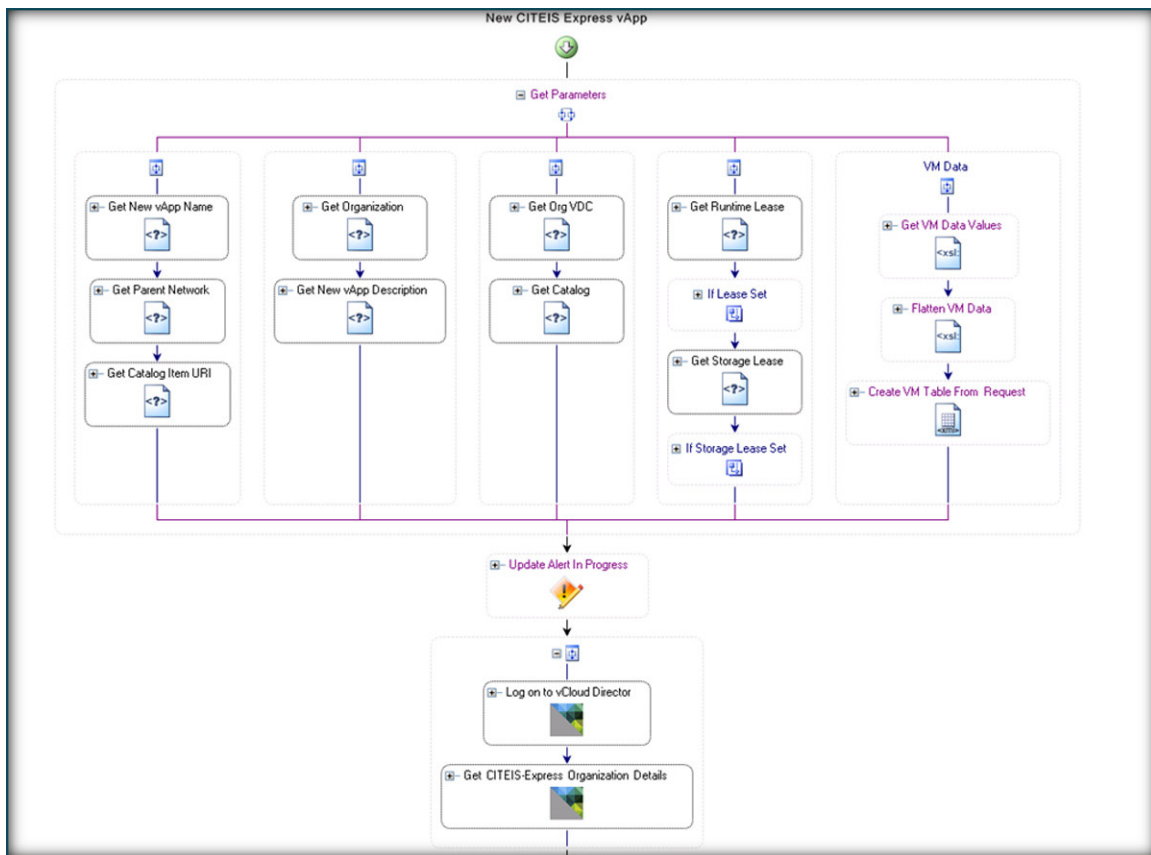 New CITEIS Express vApp
Get Parameters
VM Data
Get New vApp Name
Get Organization
Get Org VDC
Get Runtime Lease
Get VM Data Values
<?>
<?>
<?>
<?>
<xsl:
Get Parent Network
Get New vApp Description
Get Catalog
If Lease Set
Flatten VM Data
<?>
<?>
<?>
<xsl:
Get Catalog Item URI
Get Storage Lease
Create VM Table From Request
<?>
<?>
If Storage Lease Set
Update Alert In Progress
Log on to vCloud Director
Get CITEIS-Express Organization Details